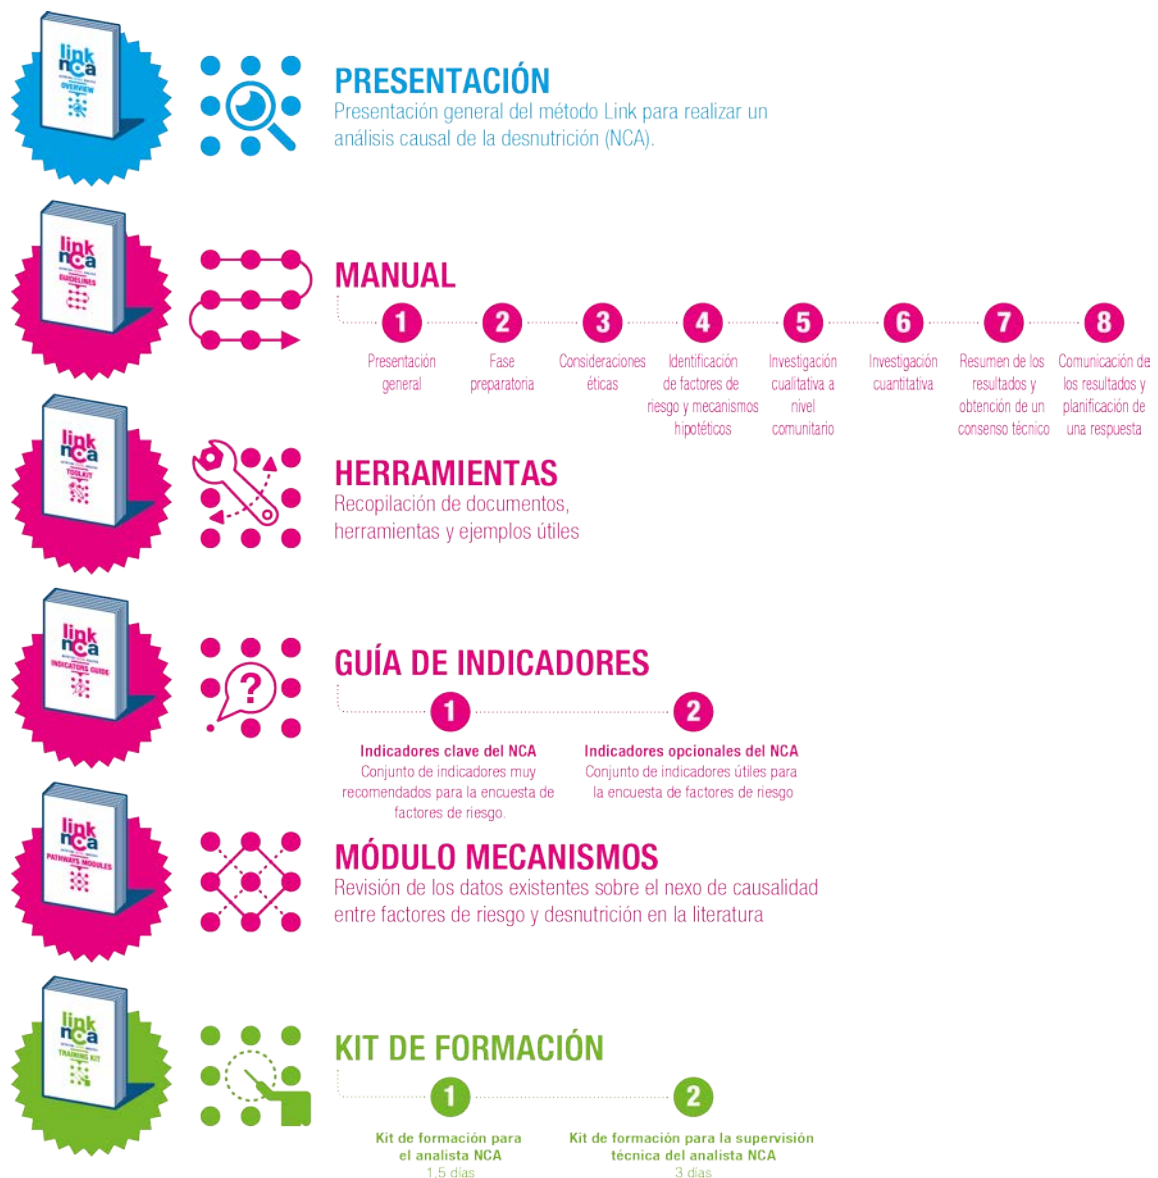 link
nca
OVERVIEW
PRESENTACIÓN
Presentación general del método Link para realizar un
análisis causal de la desnutrición (NCA).
link
nca
GUIDELINES
MANUAL
1
Presentación
general
2
Fase
preparatoria
3
Consideraciones
éticas
4
Identificación
de factores de
riesgo y mecanismos
hipotéticos
5
Investigación
cualitativa a
nivel
comunitario
6
Investigación
cuantitativa
7
Resumen de los
resultados y
obtención de un
consenso técnico
8
Comunicación de
los resultados y
planificación de
una respuesta
link
nca
TOOLKIT
HERRAMIENTAS
Recopilación de documentos,
herramientas y ejemplos útiles
link
nca
INDICATORS GUIDE
?
GUÍA DE INDICADORES
1
Indicadores clave del NCA
Conjunto de indicadores muy
recomendados para la encuesta de
factores de riesgo.
2
Indicadores opcionales del NCA
Conjunto de indicadores útiles para
la encuesta de factores de riesgo
link
nca
PATHWAYS MODULES
MÓDULO MECANISMOS
Revisión de los datos existentes sobre el nexo de causalidad
entre factores de riesgo y desnutrición en la literatura
link
nca
TRAINING KIT
KIT DE FORMACIÓN
1
Kit de formación para
el analista NCA
1,5 días
2
Kit de formación para la supervisión
técnica del analista NCA
3 días